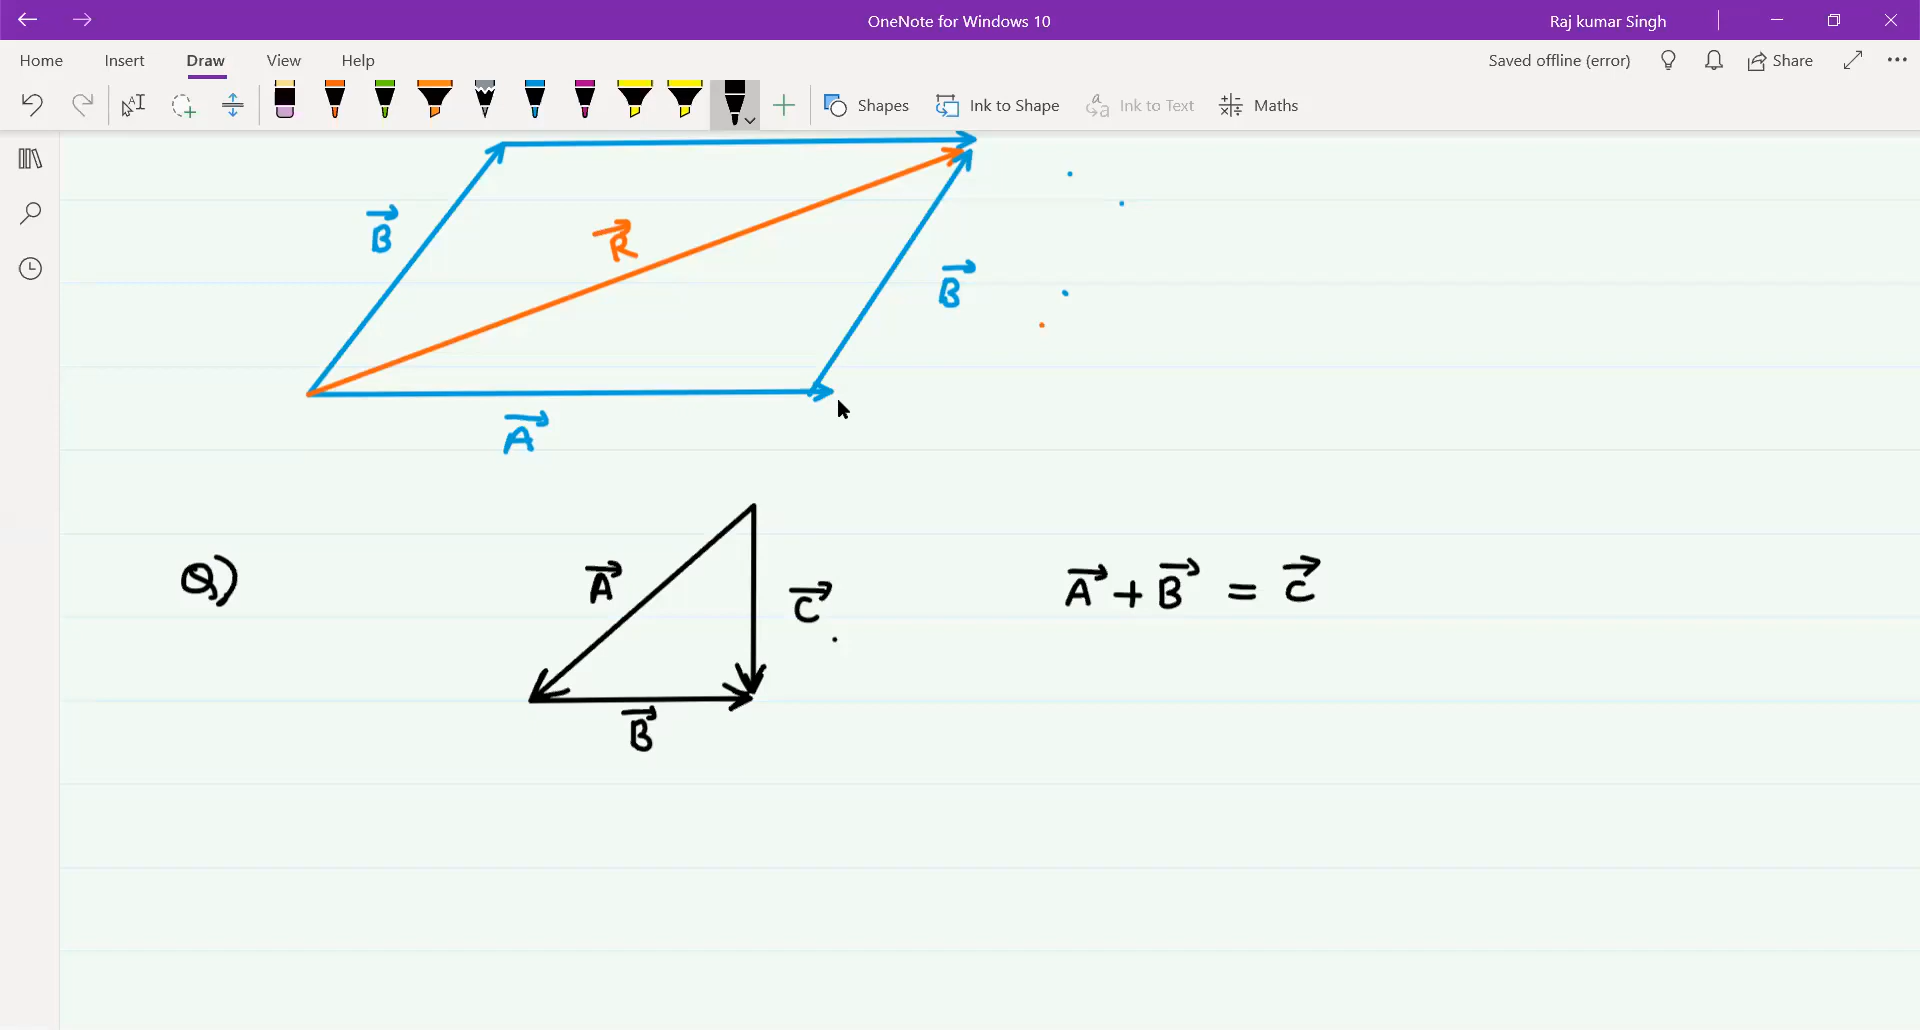 OneNote for Windows 10
Raj kumar Singh
Home Insert Draw View Help
Saved offline (error)
Share
Shapes
Ink to Shape
Ink to Text
Maths
B⃗
R⃗
B⃗
A⃗
Q)
A⃗
C⃗
A⃗ + B⃗ = C⃗
B⃗